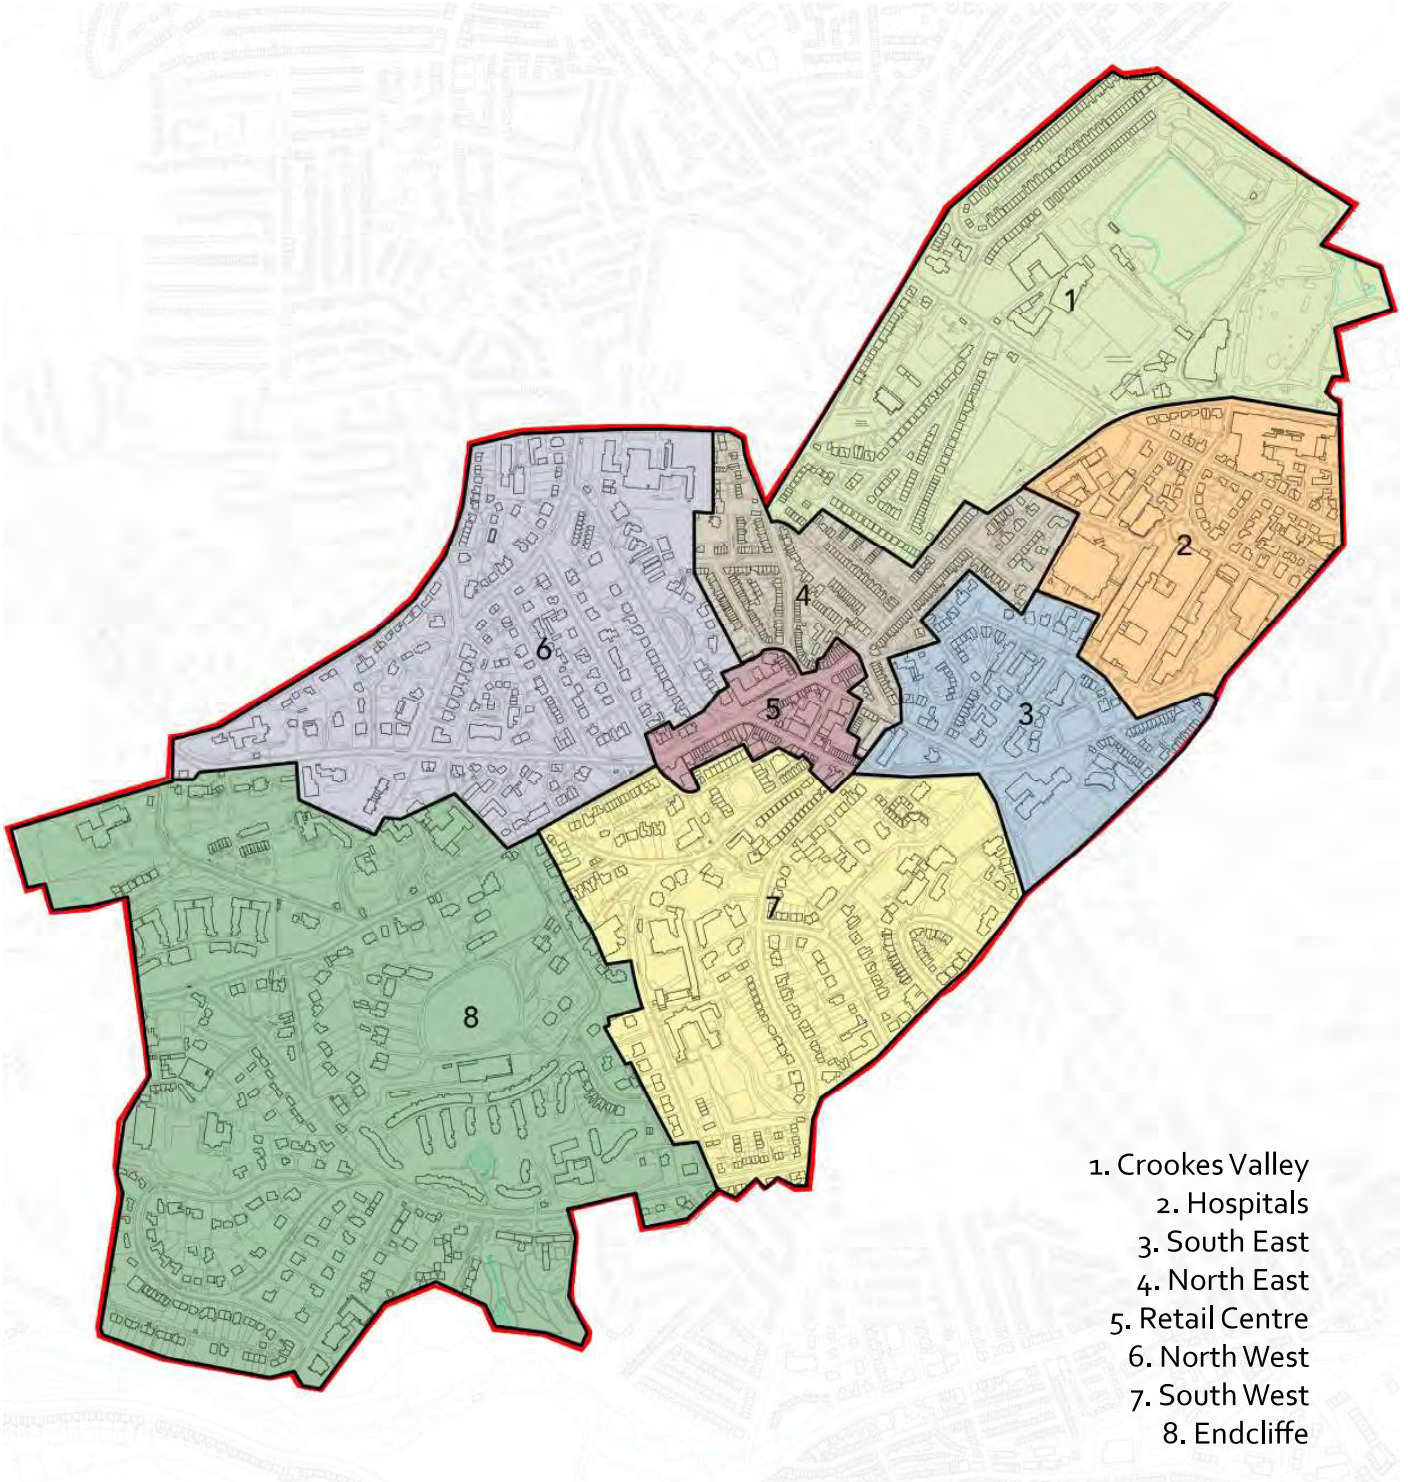 1
2
4
6
5
3
7
8
1. Crookes Valley
2. Hospitals
3. South East
4. North East
5. Retail Centre
6. North West
7. South West
8. Endcliffe